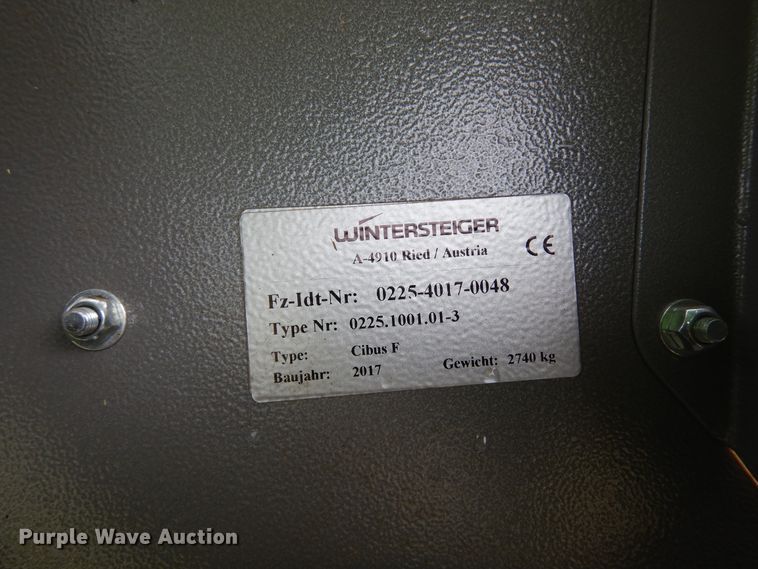 WINTERSTEIGER
A-4910 Ried / Austria
CE
Fz-Idt-Nr: 0225-4017-0048
Type Nr: 0225.1001.01-3
Type: Cibus F
Baujahr: 2017 Gewicht: 2740 kg
Purple Wave Auction